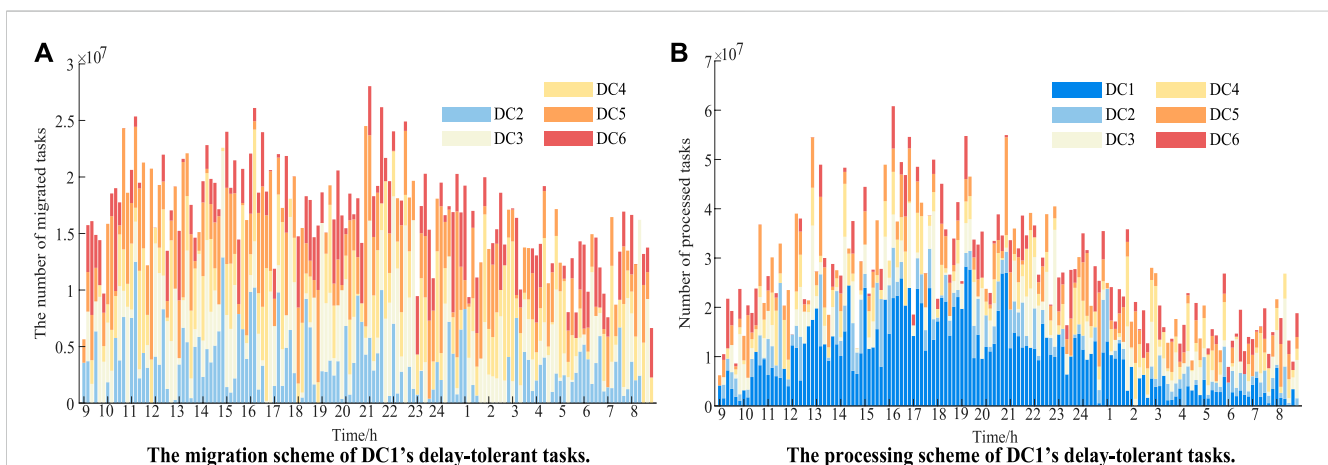 A
×10⁷
3
2.5
2
1.5
1
0.5
0
The number of migrated tasks
DC2
DC3
DC4
DC5
DC6
9 10 11 12 13 14 15 16 17 18 19 20 21 22 23 24 1 2 3 4 5 6 7 8
Time/h
The migration scheme of DC1's delay-tolerant tasks.
B
×10⁷
7
6
5
4
3
2
1
0
Number of processed tasks
DC1
DC2
DC3
DC4
DC5
DC6
9 10 11 12 13 14 15 16 17 18 19 20 21 22 23 24 1 2 3 4 5 6 7 8
Time/h
The processing scheme of DC1's delay-tolerant tasks.